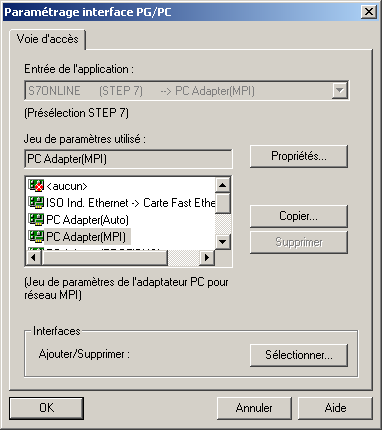 Paramétrage interface PG/PC
Voie d'accès
Entrée de l'application :
S7ONLINE (STEP 7) --> PC Adapter(MPI)
(Présélection STEP 7)
Jeu de paramètres utilisé :
PC Adapter(MPI)
Propriétés...
<aucun>
ISO Ind. Ethernet -> Carte Fast Ethe
PC Adapter(Auto)
Copier...
PC Adapter(MPI)
Supprimer
(Jeu de paramètres de l'adaptateur PC pour
réseau MPI)
Interfaces
Ajouter/Supprimer :
Sélectionner...
OK
Annuler
Aide